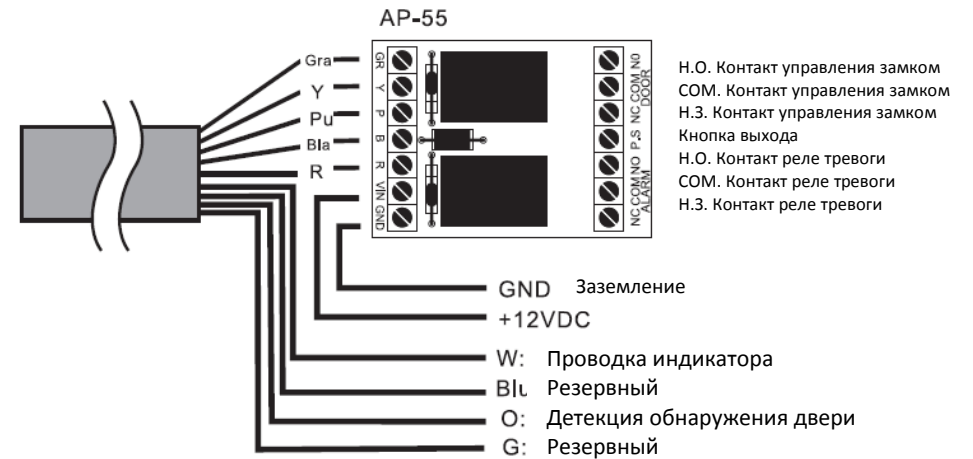 AP-55
Gra
Y
Pu
Bla
R
GR
Y
P
B
R
VIN
GND
NC COM NO
DOOR
P.S
NC COM NO
ALARM
Н.О. Контакт управления замком
COM. Контакт управления замком
Н.З. Контакт управления замком
Кнопка выхода
Н.О. Контакт реле тревоги
COM. Контакт реле тревоги
Н.З. Контакт реле тревоги
GND Заземление
+12VDC
W: Проводка индикатора
Blu Резервный
O: Детекция обнаружения двери
G: Резервный